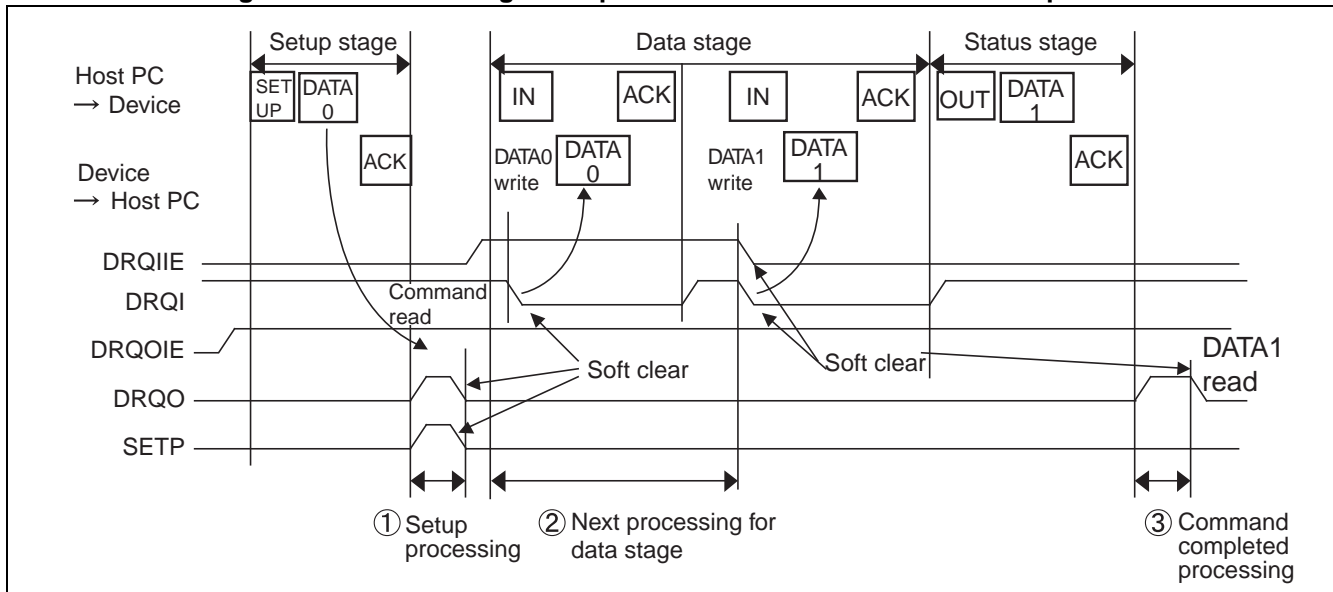 Setup stage
Data stage
Status stage
Host PC
→ Device
SET
UP
DATA
0
IN
ACK
IN
ACK
OUT
DATA
1
Device
→ Host PC
ACK
DATA0
write
DATA
0
DATA1
write
DATA
1
ACK
DRQIIE
DRQI
Command
read
DRQOIE
Soft clear
Soft clear
DATA1
read
DRQO
SETP
① Setup
processing
② Next processing for
data stage
③ Command
completed
processing